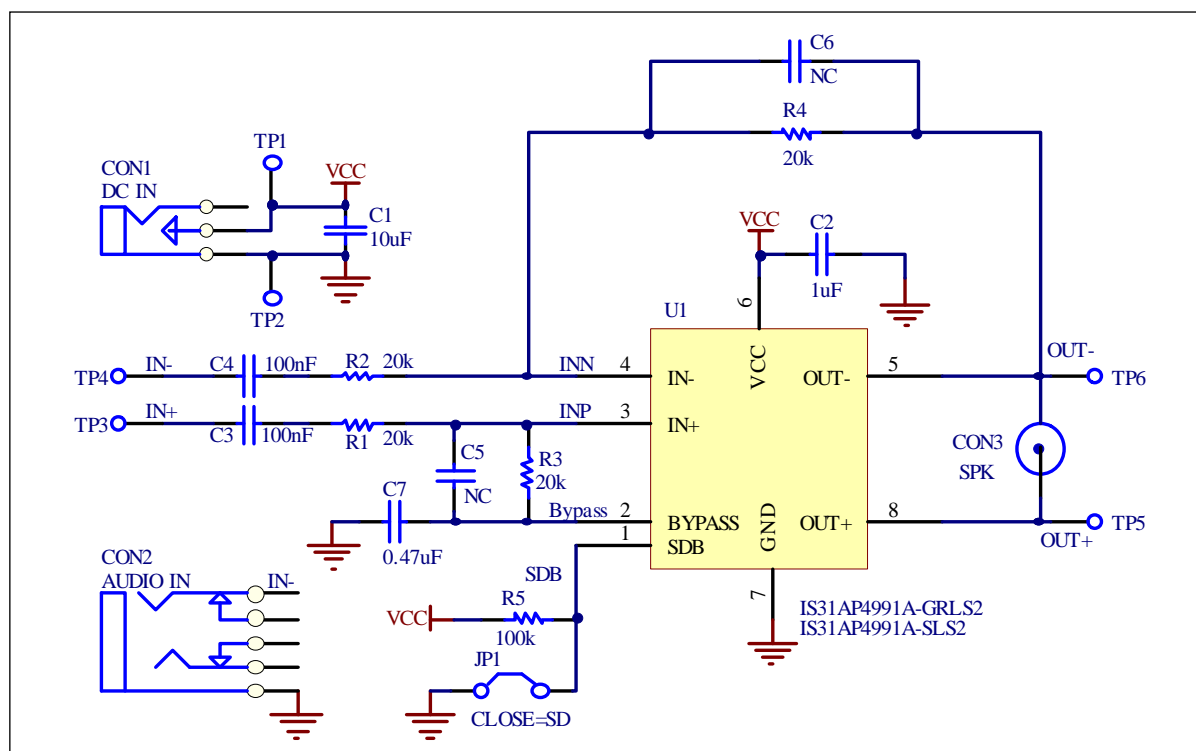 C6
NC
R4
20k
TP1
CON1
DC IN
VCC
C1
10uF
TP2
VCC
C2
1uF
6
U1
VCC
TP4
IN-
C4
100nF
R2
20k
INN
4
IN-
OUT-
5
OUT-
TP6
TP3
IN+
C3
100nF
R1
20k
INP
3
IN+
C5
NC
R3
20k
CON3
SPK
C7
0.47uF
Bypass
2
BYPASS
1
SDB
GND
OUT+
8
TP5
OUT+
CON2
AUDIO IN
IN-
SDB
7
IS31AP4991A-GRLS2
IS31AP4991A-SLS2
VCC
R5
100k
JP1
CLOSE=SD